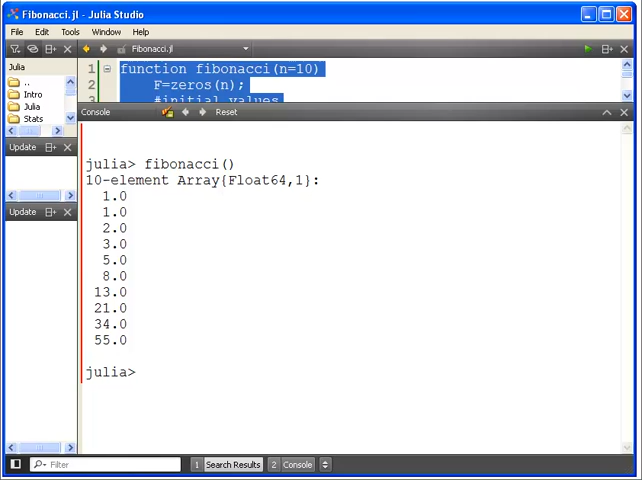 Fibonacci.jl - Julia Studio
File Edit Tools Window Help
Fibonacci.jl
Julia
..
Intro
Julia
Stats
Update
Update
1 function fibonacci(n=10)
2 F=zeros(n);
3 #initial values
Console Reset
julia> fibonacci()
10-element Array{Float64,1}:
1.0
1.0
2.0
3.0
5.0
8.0
13.0
21.0
34.0
55.0
julia>
Filter 1 Search Results 2 Console